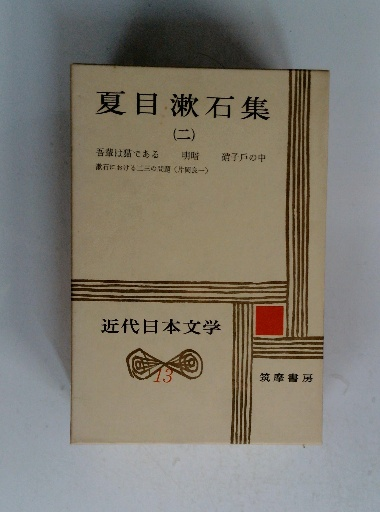 夏目漱石集
(二)
吾輩は猫である 明暗 硝子戶の中
漱石における二三の問題(片岡良一)
近代日本文学
13
筑摩書房